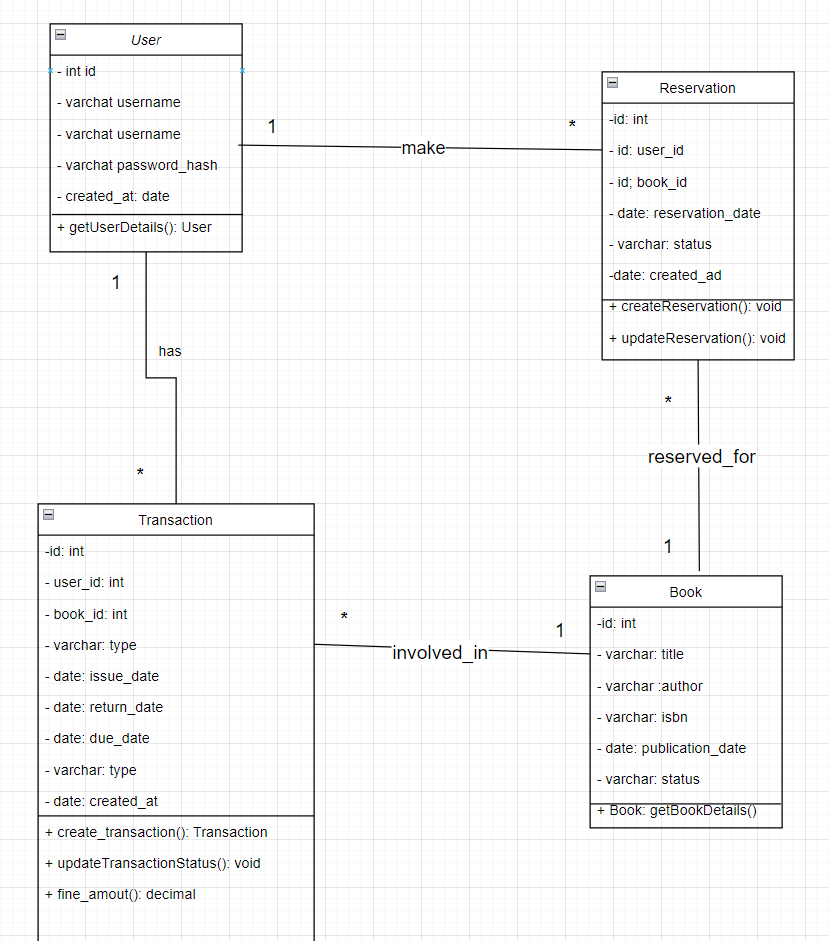 User
- int id
- varchat username
- varchat username
- varchat password_hash
- created_at: date
+ getUserDetails(): User
1
make
*
Reservation
-id: int
- id: user_id
- id; book_id
- date: reservation_date
- varchar: status
-date: created_ad
+ createReservation(): void
+ updateReservation(): void
1
has
*
*
reserved_for
1
Transaction
-id: int
- user_id: int
- book_id: int
- varchar: type
- date: issue_date
- date: return_date
- date: due_date
- varchar: type
- date: created_at
+ create_transaction(): Transaction
+ updateTransactionStatus(): void
+ fine_amout(): decimal
*
involved_in
1
Book
-id: int
- varchar: title
- varchar :author
- varchar: isbn
- date: publication_date
- varchar: status
+ Book: getBookDetails()